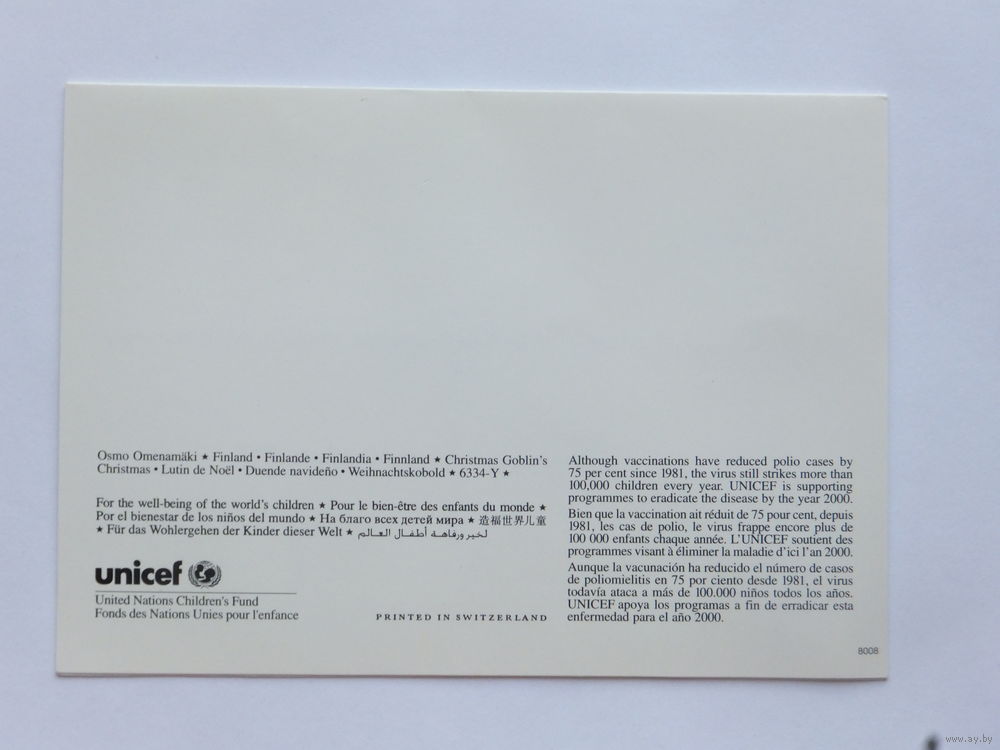 Osmo Omenamäki ★ Finland • Finlande • Finlandia • Finnland ★ Christmas Goblin's
Christmas • Lutin de Noël • Duende navideño • Weihnachtskobold ★ 6334-Y ★
For the well-being of the world's children ★ Pour le bien-être des enfants du monde ★
Por el bienestar de los niños del mundo ★ На благо всех детей мира ★ 造福世界儿童
★ Für das Wohlergehen der Kinder dieser Welt ★ لخير ورفاهة أطفال العالم
unicef
United Nations Children's Fund
Fonds des Nations Unies pour l'enfance
PRINTED IN SWITZERLAND
Although vaccinations have reduced polio cases by
75 per cent since 1981, the virus still strikes more than
100,000 children every year. UNICEF is supporting
programmes to eradicate the disease by the year 2000.
Bien que la vaccination ait réduit de 75 pour cent, depuis
1981, les cas de polio, le virus frappe encore plus de
100 000 enfants chaque année. L'UNICEF soutient des
programmes visant à éliminer la maladie d'ici l'an 2000.
Aunque la vacunación ha reducido el número de casos
de poliomielitis en 75 por ciento desde 1981, el virus
todavía ataca a más de 100.000 niños todos los años.
UNICEF apoya los programas a fin de erradicar esta
enfermedad para el año 2000.
8008
www.ay.by